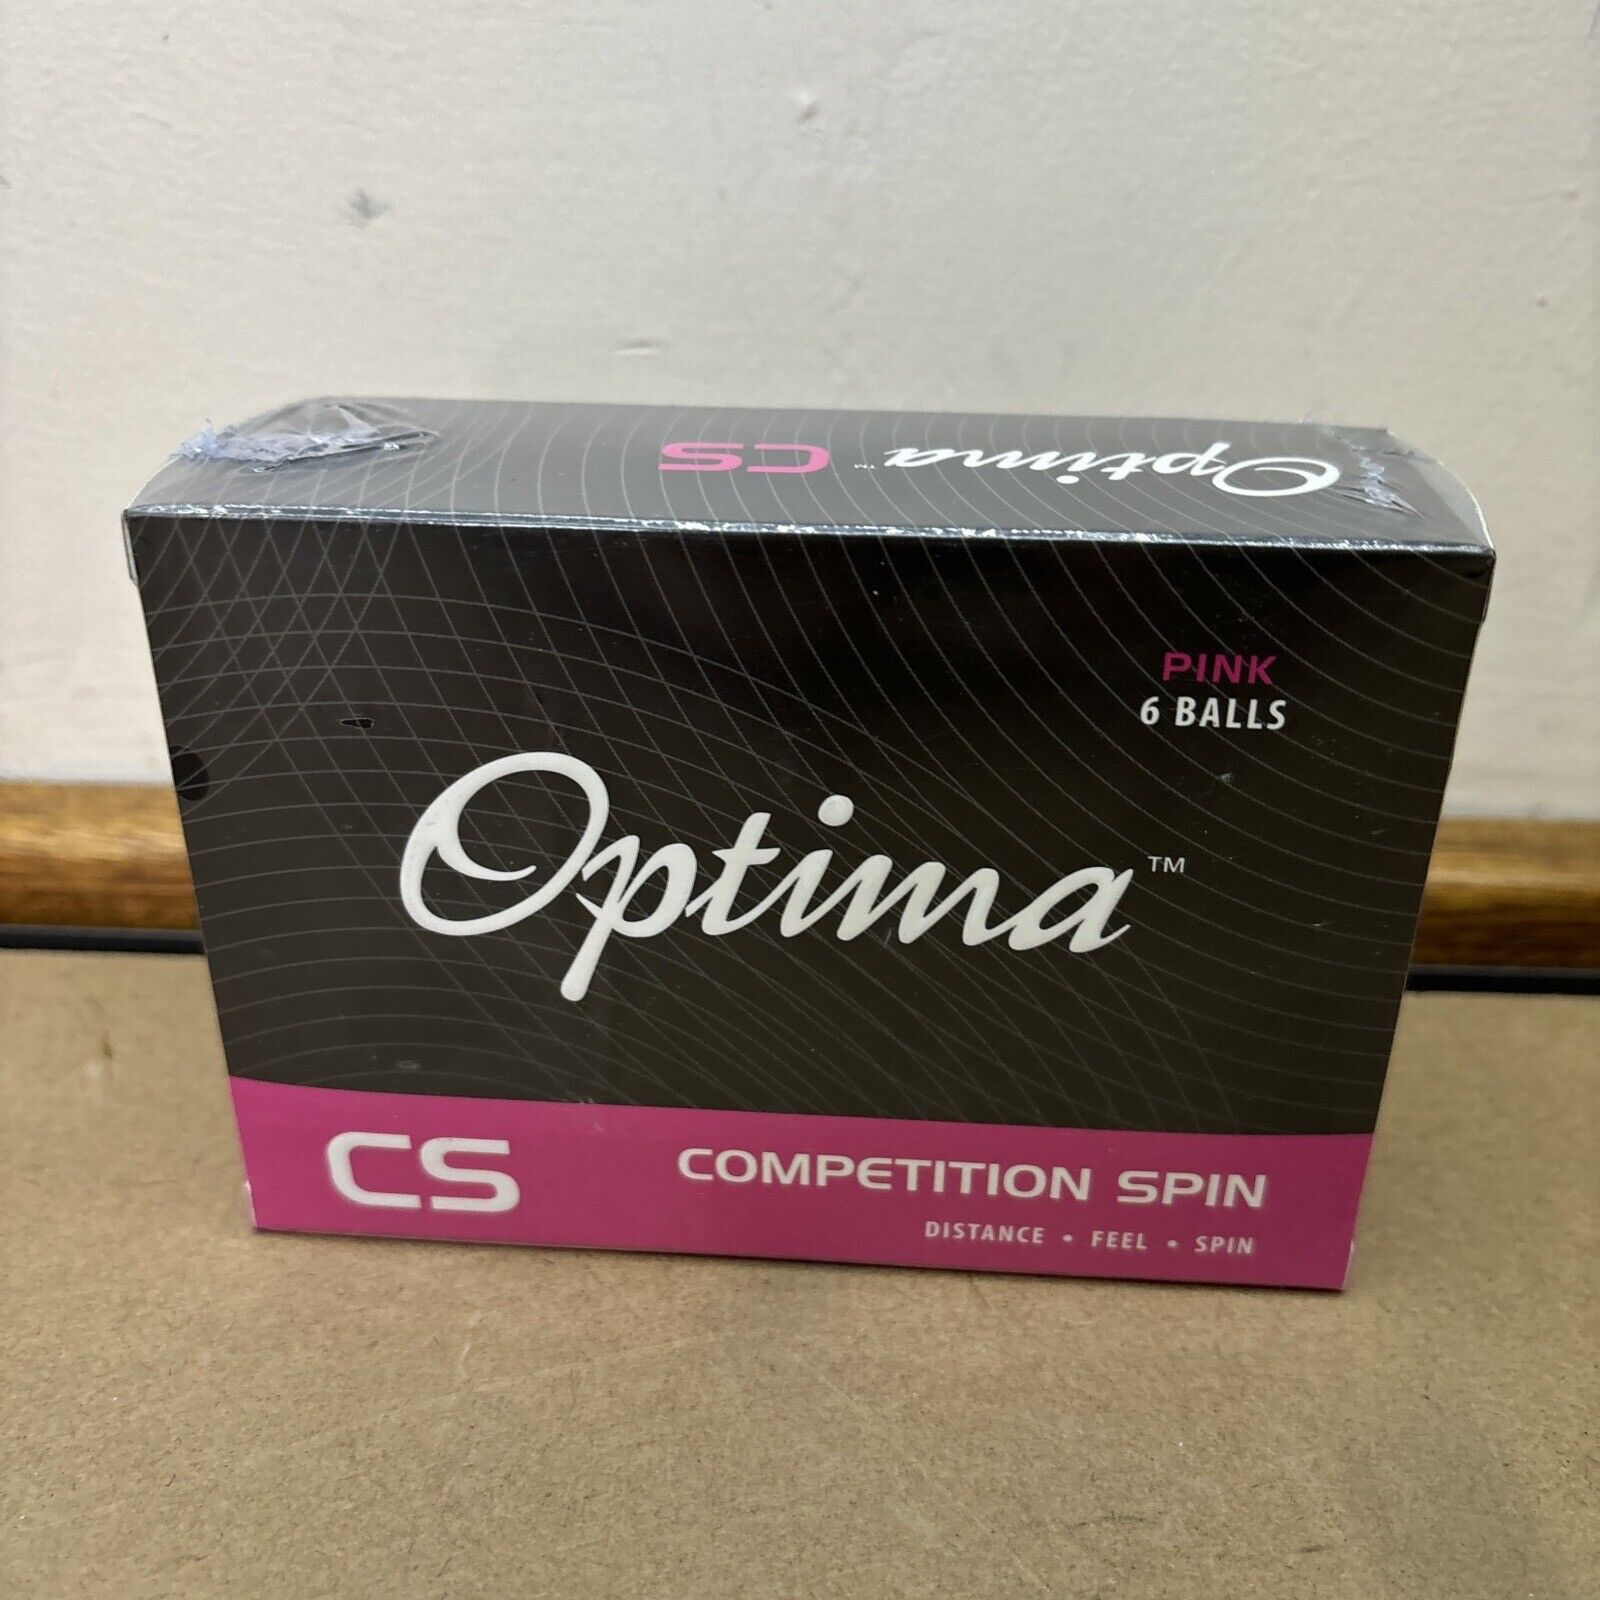 Optima™ CS
PINK
6 BALLS
Optima™
CS COMPETITION SPIN
DISTANCE • FEEL • SPIN